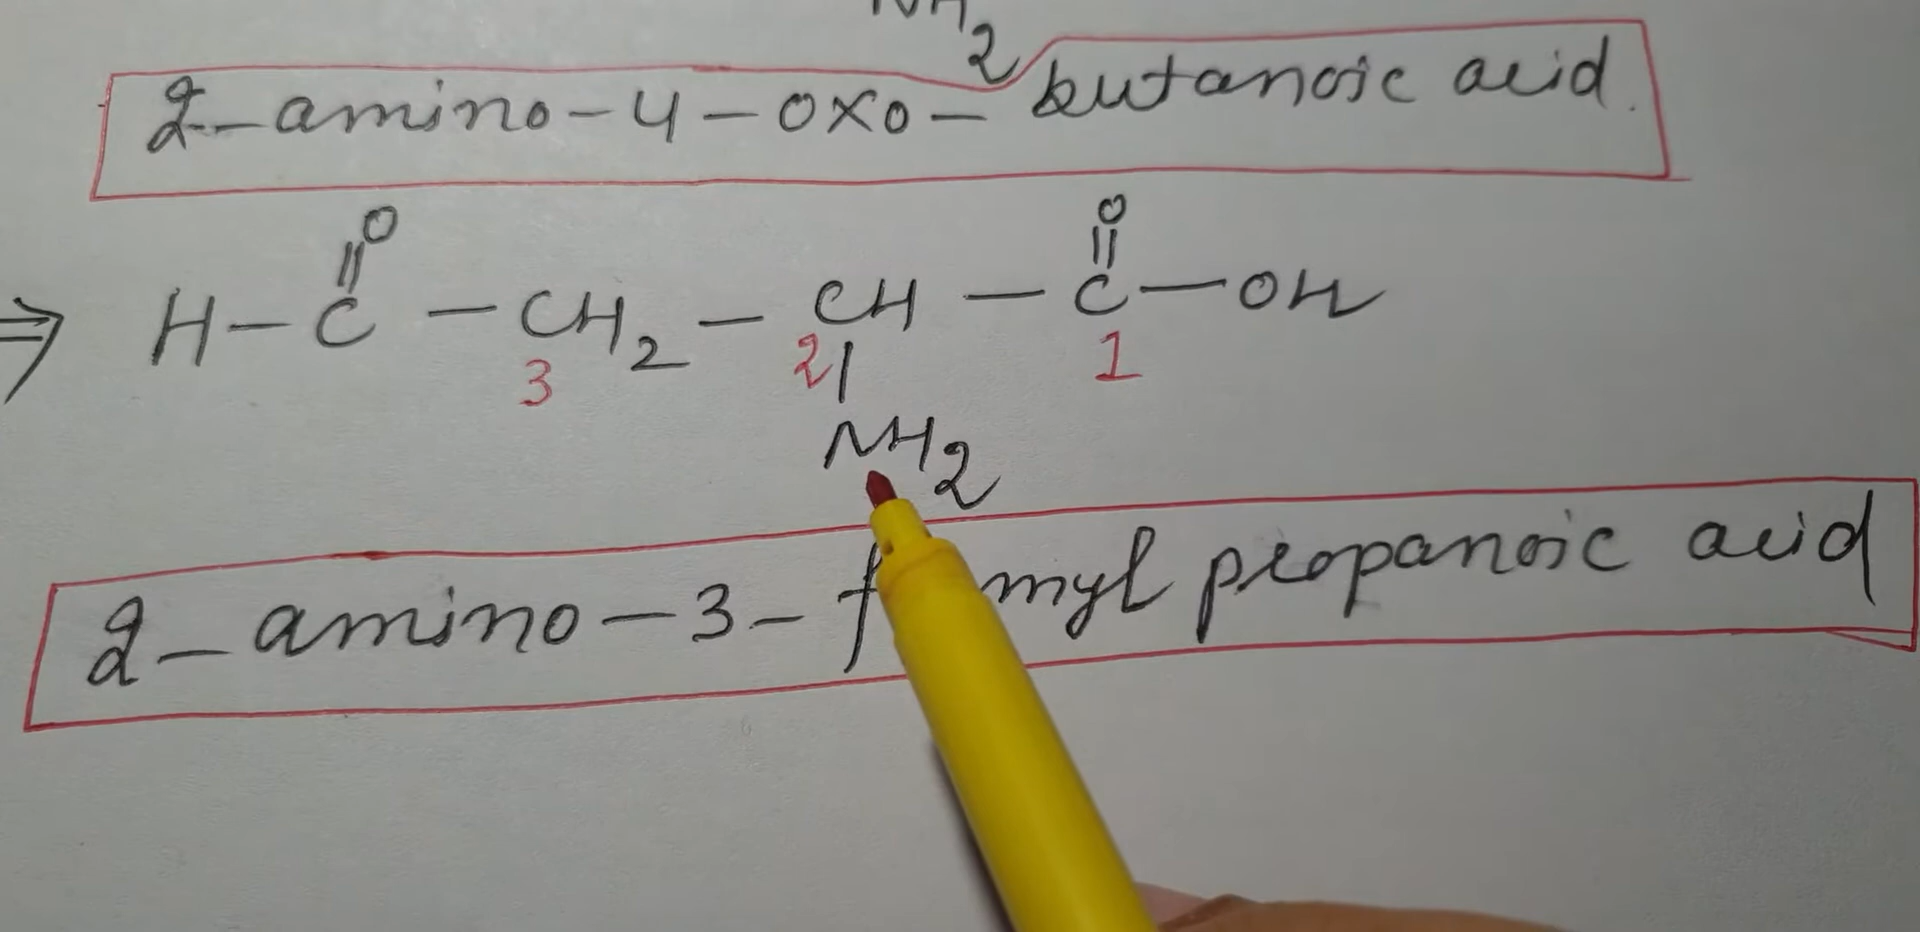 NH2
2-amino-4-oxo-butanoic acid.
O O
⇒ H-C-CH2-CH-C-OH
3 2 1
NH2
2-amino-3-formyl propanoic acid